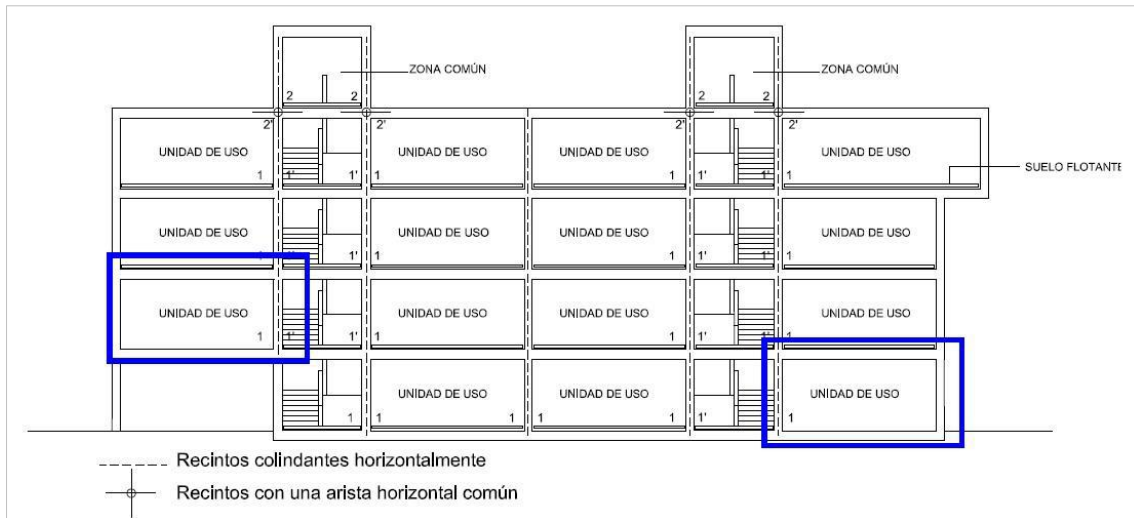 ZONA COMÚN ZONA COMÚN
2 2 2 2
2' 2' 2' 2'
UNIDAD DE USO UNIDAD DE USO UNIDAD DE USO UNIDAD DE USO
SUELO FLOTANTE
1 1' 1' 1 1 1' 1' 1
UNIDAD DE USO UNIDAD DE USO UNIDAD DE USO UNIDAD DE USO
1 1' 1' 1 1 1' 1' 1
UNIDAD DE USO UNIDAD DE USO UNIDAD DE USO UNIDAD DE USO
1 1' 1' 1 1 1' 1' 1
UNIDAD DE USO UNIDAD DE USO UNIDAD DE USO
1 1 1 1 1 1' 1
Recintos colindantes horizontalmente
Recintos con una arista horizontal común